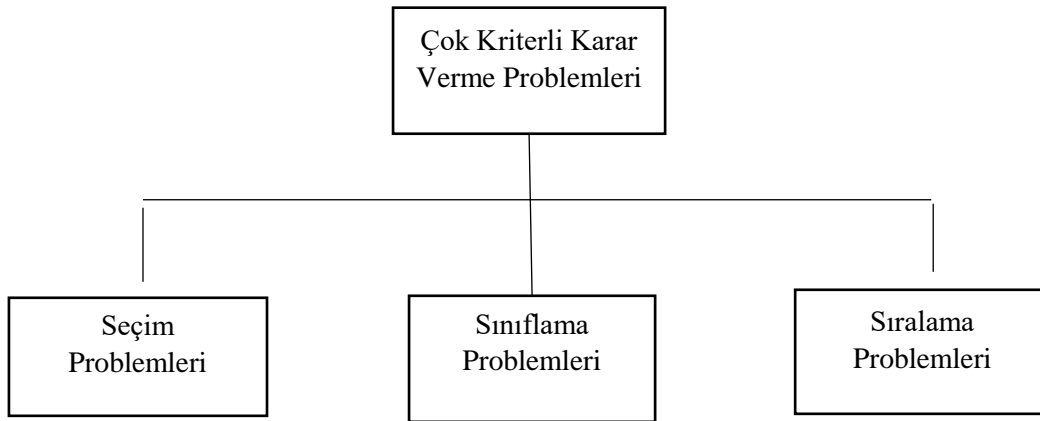 Çok Kriterli Karar
Verme Problemleri
Seçim
Problemleri
Sınıflama
Problemleri
Sıralama
Problemleri